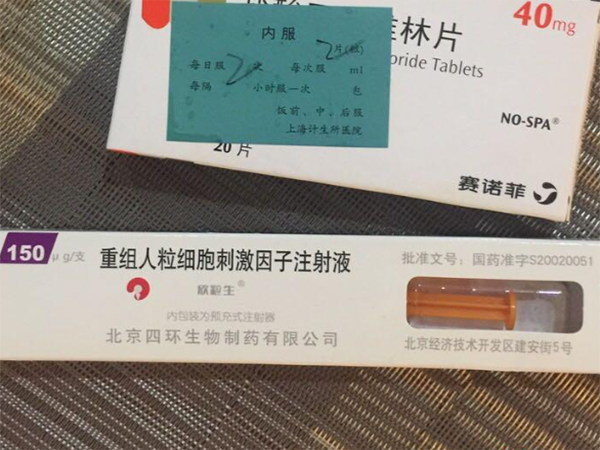 40mg
林片
oride Tablets
内服
2片(粒)
每日服2次 每次服 ml
每隔 小时服一次 包
饭前、中、后服
上海计生所医院
NO-SPA®
20片
赛诺菲
150μg/支
重组人粒细胞刺激因子注射液
欣粒生®
内包装为预充式注射器
北京四环生物制药有限公司
批准文号:国药准字S20020051
北京经济技术开发区建安街5号